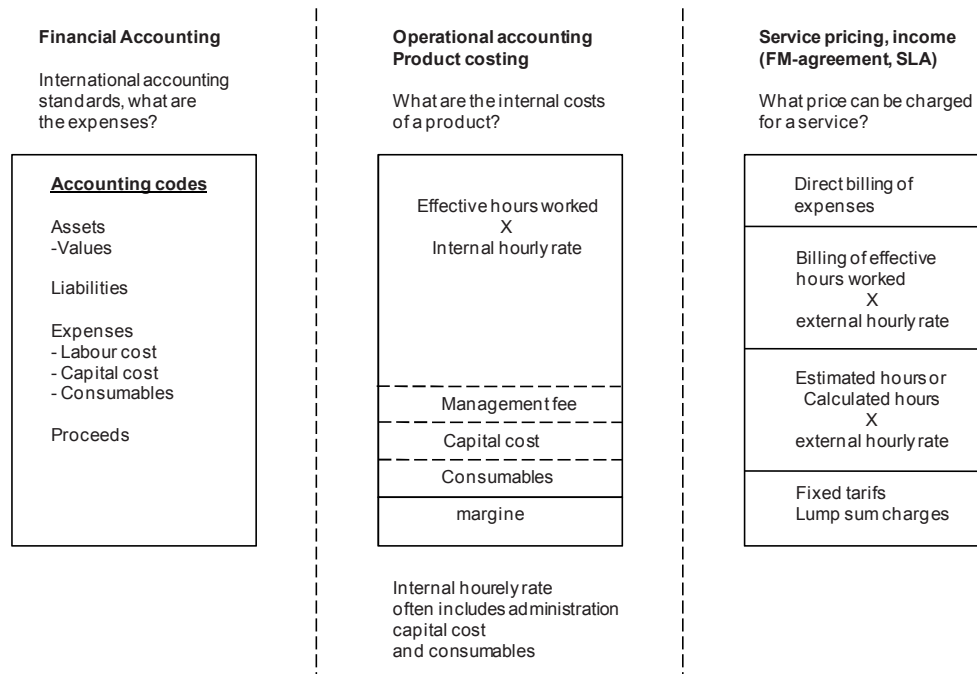 Financial Accounting
International accounting
standards, what are
the expenses?
Accounting codes
Assets
-Values
Liabilities
Expenses
- Labour cost
- Capital cost
- Consumables
Proceeds
Operational accounting
Product costing
What are the internal costs
of a product?
Effective hours worked
X
Internal hourly rate
Management fee
Capital cost
Consumables
margine
Internal hourely rate
often includes administration
capital cost
and consumables
Service pricing, income
(FM-agreement, SLA)
What price can be charged
for a service?
Direct billing of
expenses
Billing of effective
hours worked
X
external hourly rate
Estimated hours or
Calculated hours
X
external hourly rate
Fixed tarifs
Lump sum charges